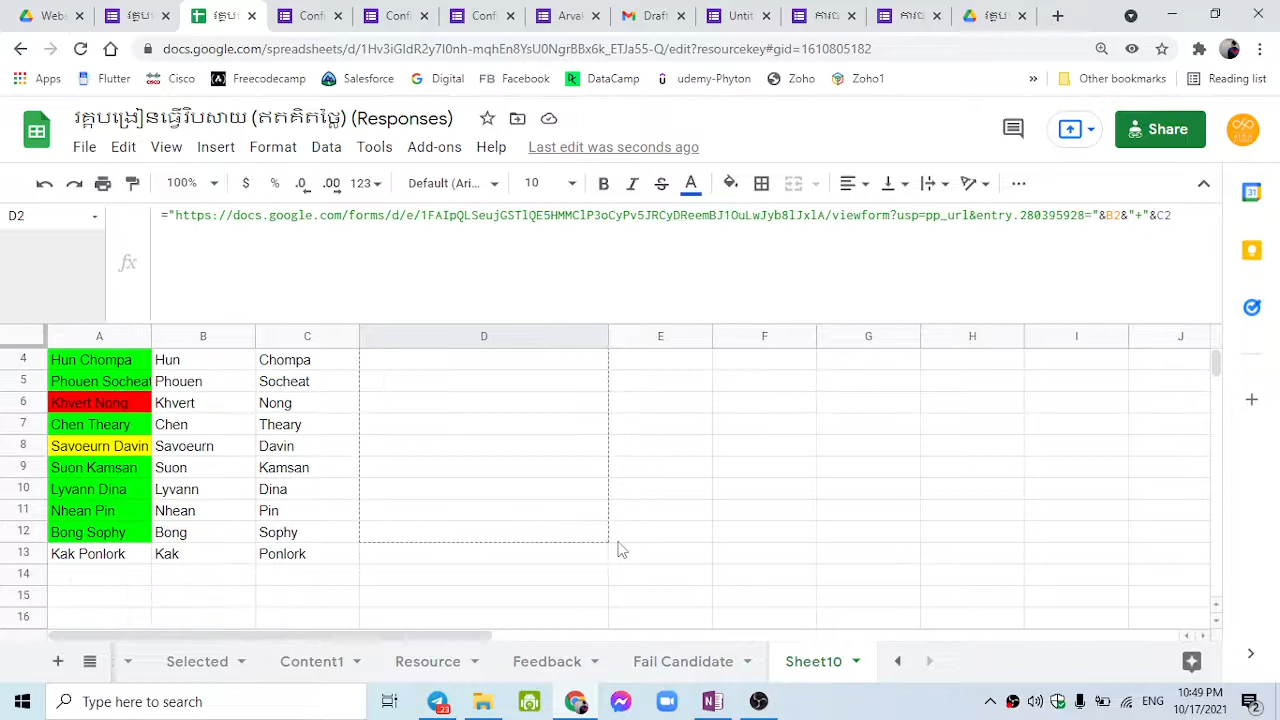 Web
Confi
Confi
Conf
Arvai
Drafi
Untit
docs.google.com/spreadsheets/d/1Hv3iGIdR2y7I0nh-mqhEn8YsU0NgrBBx6k_ETJa55-Q/edit?resourcekey#gid=1610805182
Apps Flutter Cisco Freecodecamp Salesforce Digital FB Facebook DataCamp udemy-Phyton Zoho Zoho1 » Other bookmarks Reading list
(Responses)
File Edit View Insert Format Data Tools Add-ons Help Last edit was seconds ago
Share
100% $ % .0 .00 123 Default (Ari... 10 B I S A
D2 ="https://docs.google.com/forms/d/e/1FAIpQLSeujGSTlQE5HMMClP3oCyPv5JRCyDReemBJ1OuLwJyb8lJxlA/viewform?usp=pp_url&entry.280395928="&B2&"+"&C2
fx
A B C D E F G H I J
4 Hun Chompa Hun Chompa
5 Phouen Socheat Phouen Socheat
6 Khvert Nong Khvert Nong
7 Chen Theary Chen Theary
8 Savoeurn Davin Savoeurn Davin
9 Suon Kamsan Suon Kamsan
10 Lyvann Dina Lyvann Dina
11 Nhean Pin Nhean Pin
12 Bong Sophy Bong Sophy
13 Kak Ponlork Kak Ponlork
14
15
16
Selected Content1 Resource Feedback Fail Candidate Sheet10
Type here to search
22
ENG
10:49 PM
10/17/2021
2